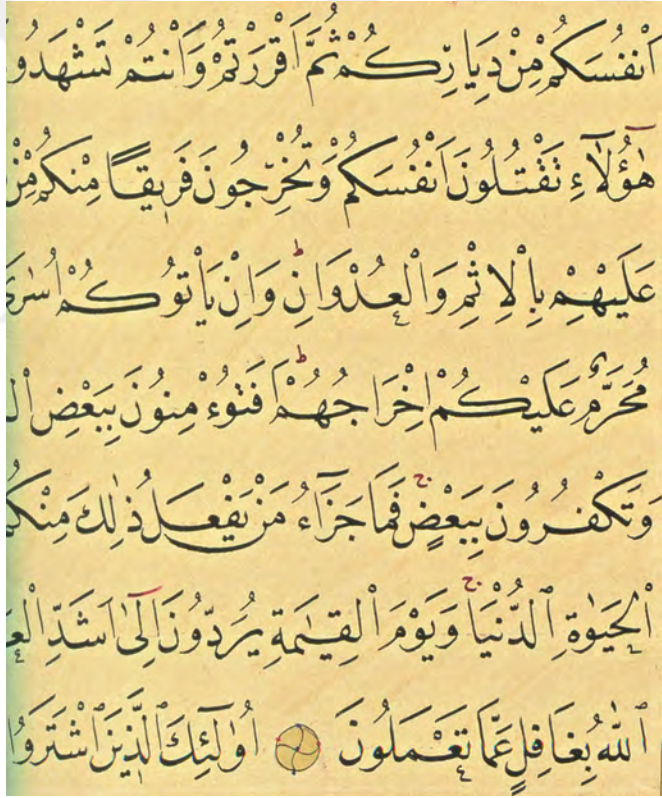 اَنْفُسَكُمْ مِنْ دِيَارِكُمْ ثُمَّ اَقْرَرْتُمْ وَاَنْتُمْ تَشْهَدُو
هٰٓؤُلَٓاءِ تَقْتُلُونَ اَنْفُسَكُمْ وَتُخْرِجُونَ فَرِيقًا مِنْكُمْ مِنْ
عَلَيْهِمْ بِالْاِثْمِ وَالْعُدْوَانِۜ وَاِنْ يَأْتُوكُمْ اُسَارٰى
مُحَرَّمٌ عَلَيْكُمْ اِخْرَاجُهُمْۜ اَفَتُؤْمِنُونَ بِبَعْضِ
وَتَكْفُرُونَ بِبَعْضٍۚ فَمَا جَزَٓاءُ مَنْ يَفْعَلُ ذٰلِكَ مِنْكُمْ
الْحَيٰوةِ الدُّنْيَاۚ وَيَوْمَ الْقِيٰمَةِ يُرَدُّونَ اِلٰٓى اَشَدِّ
اللّٰهُ بِغَافِلٍ عَمَّا تَعْمَلُونَ اُولٰٓئِكَ الَّذِينَ اشْتَرَوُا